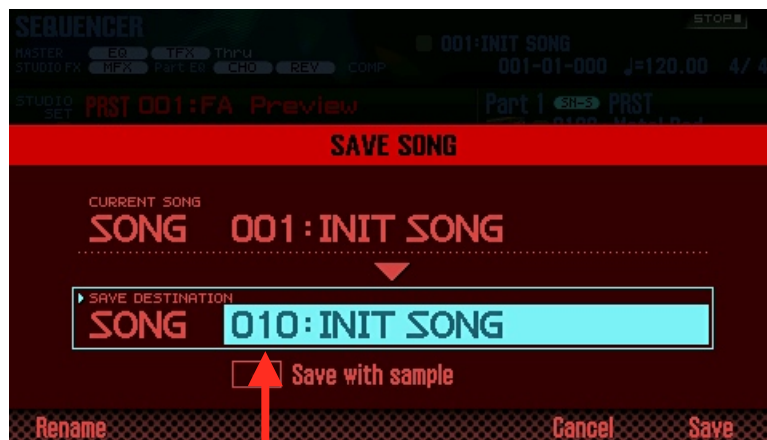 SEQUENCER
STOP
MASTER EQ TFX Thru
001:INIT SONG
STUDIO FX MFX Part EQ CHO REV COMP
001-01-000 ♩=120.00 4/ 4
STUDIO SET PRST 001:FA Preview
Part 1 SN-S PRST
SAVE SONG
CURRENT SONG
SONG 001:INIT SONG
SAVE DESTINATION
SONG 010:INIT SONG
Save with sample
Rename Cancel Save